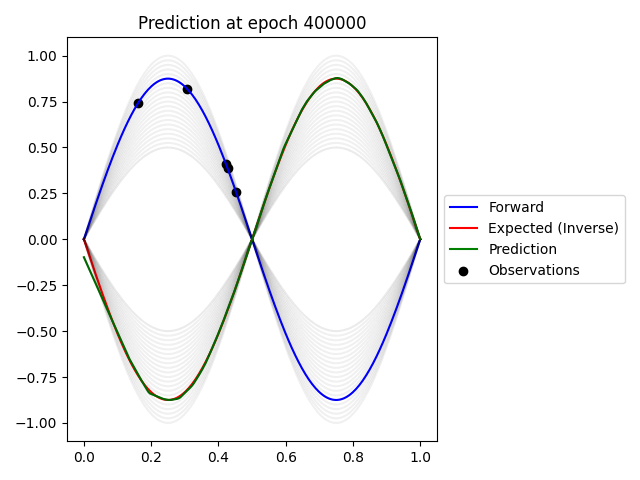 Prediction at epoch 400000
1.00
0.75
0.50
0.25
0.00
-0.25
-0.50
-0.75
-1.00
0.0 0.2 0.4 0.6 0.8 1.0
Forward
Expected (Inverse)
Prediction
Observations